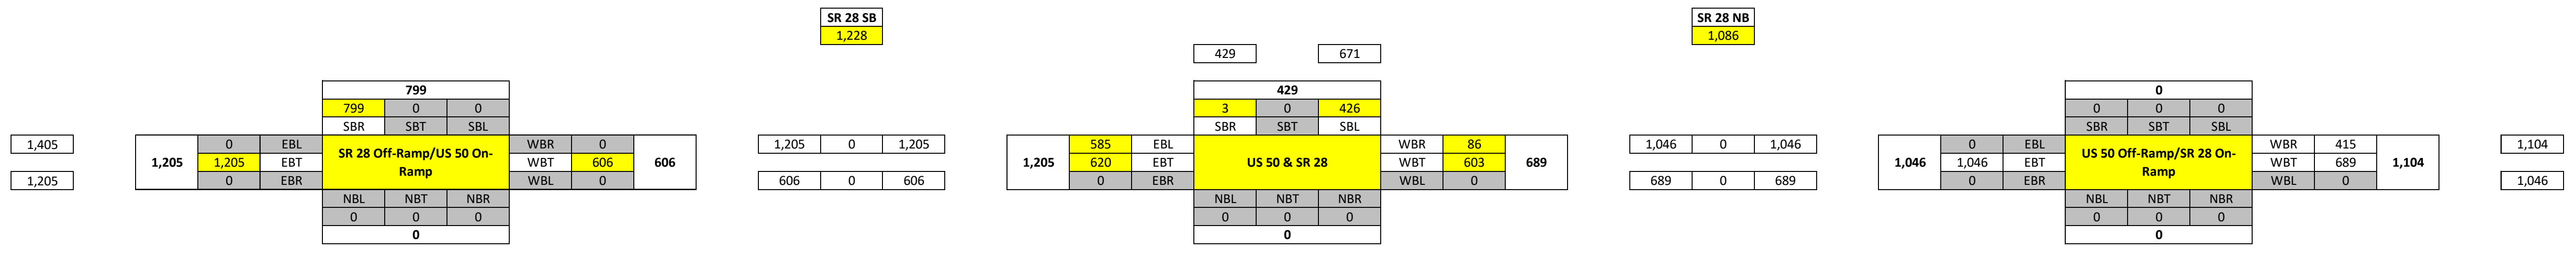 SR 28 SB SR 28 NB
1,228 1,086
429 671
799 429 0
799 0 0 3 0 426 0 0 0
SBR SBT SBL SBR SBT SBL SBR SBT SBL
1,405 0 EBL WBR 0 1,205 0 1,205 585 EBL WBR 86 1,046 0 1,046 0 EBL WBR 415 1,104
1,205 1,205 EBT SR 28 Off-Ramp/US 50 On- WBT 606 606 1,205 620 EBT US 50 & SR 28 WBT 603 689 1,046 1,046 EBT US 50 Off-Ramp/SR 28 On- WBT 689 1,104
Ramp Ramp
1,205 0 EBR WBL 0 606 0 606 0 EBR WBL 0 689 0 689 0 EBR WBL 0 1,046
NBL NBT NBR NBL NBT NBR NBL NBT NBR
0 0 0 0 0 0 0 0 0
0 0 0